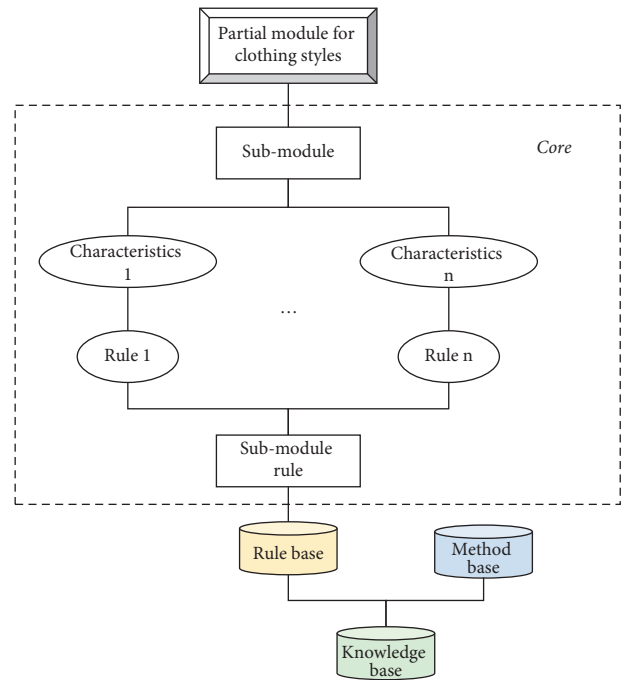 Partial module for
clothing styles
Sub-module
Core
Characteristics
1
Characteristics
n
...
Rule 1
Rule n
Sub-module
rule
Rule base
Method
base
Knowledge
base